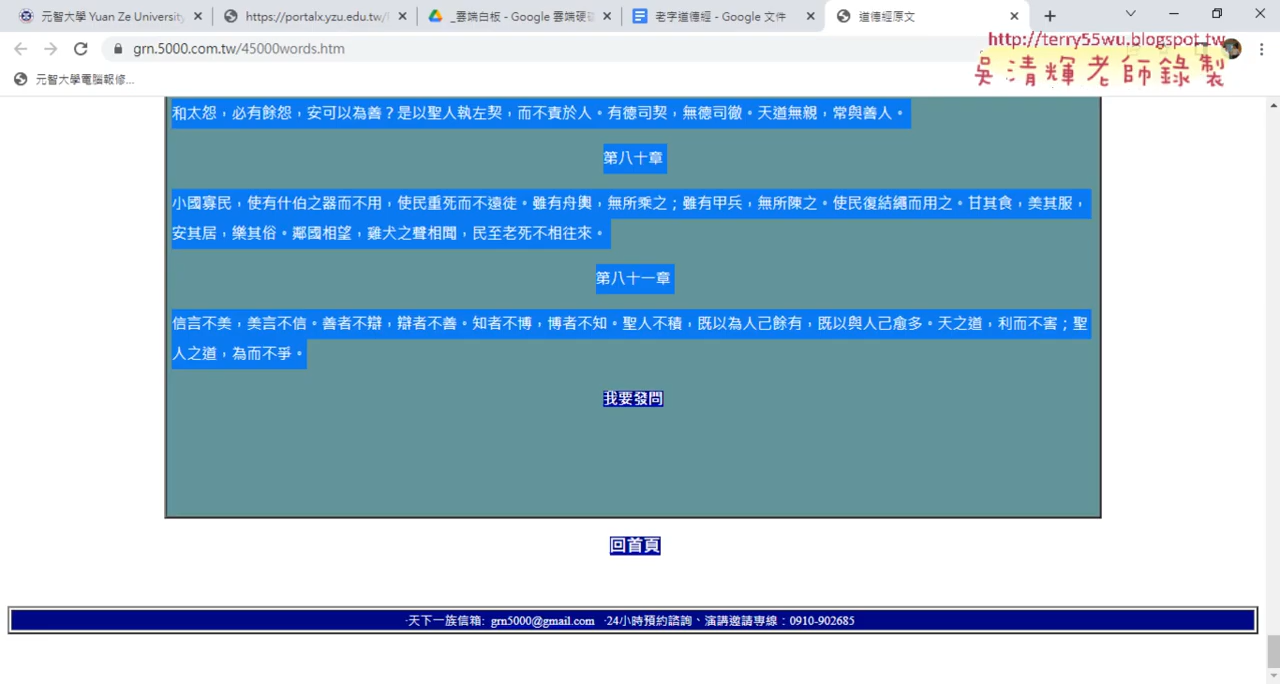 元智大學 Yuan Ze University
https://portalx.yzu.edu.tw/
_雲端白板 - Google 雲端硬碟
老字道德經 - Google 文件
道德經原文
grn.5000.com.tw/45000words.htm
http://terry55wu.blogspot.tw
吳清輝老師錄製
元智大學電腦報修...
和太怨，必有餘怨，安可以為善？是以聖人執左契，而不責於人。有德司契，無德司徹。天道無親，常與善人。
第八十章
小國寡民，使有什伯之器而不用，使民重死而不遠徙。雖有舟輿，無所乘之；雖有甲兵，無所陳之。使民復結繩而用之。甘其食，美其服，
安其居，樂其俗。鄰國相望，雞犬之聲相聞，民至老死不相往來。
第八十一章
信言不美，美言不信。善者不辯，辯者不善。知者不博，博者不知。聖人不積，既以為人己餘有，既以與人己愈多。天之道，利而不害；聖
人之道，為而不爭。
我要發問
回首頁
·天下一族信箱: grn5000@gmail.com ·24小時預約諮詢、演講邀請專線：0910-902685